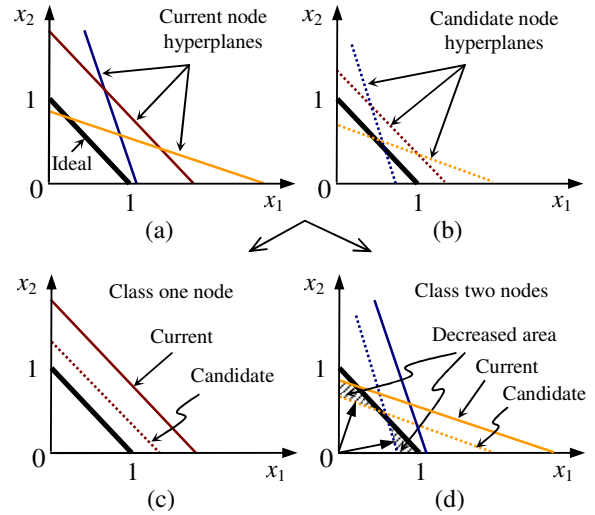 x2
Current node
hyperplanes
1
Ideal
0
1
x1
(a)
x2
Candidate node
hyperplanes
1
0
1
x1
(b)
x2
Class one node
Current
1
Candidate
0
1
x1
(c)
x2
Class two nodes
Decreased area
1
Current
Candidate
0
1
x1
(d)